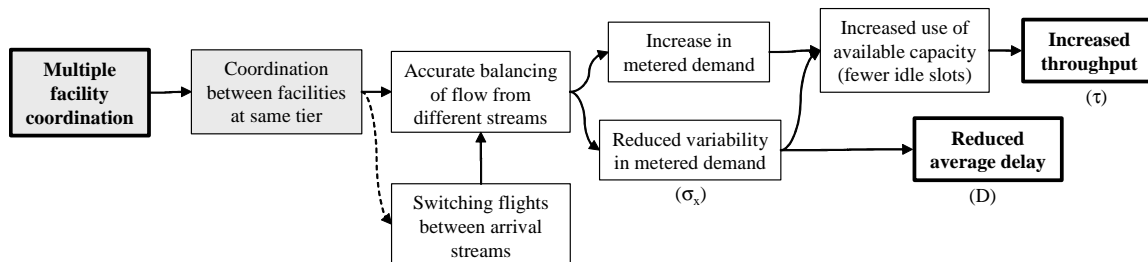 Multiple
facility
coordination
Coordination
between facilities
at same tier
Accurate balancing
of flow from
different streams
Switching flights
between arrival
streams
Increase in
metered demand
Reduced variability
in metered demand
(σx)
Increased use of
available capacity
(fewer idle slots)
Increased
throughput
(τ)
Reduced
average delay
(D)